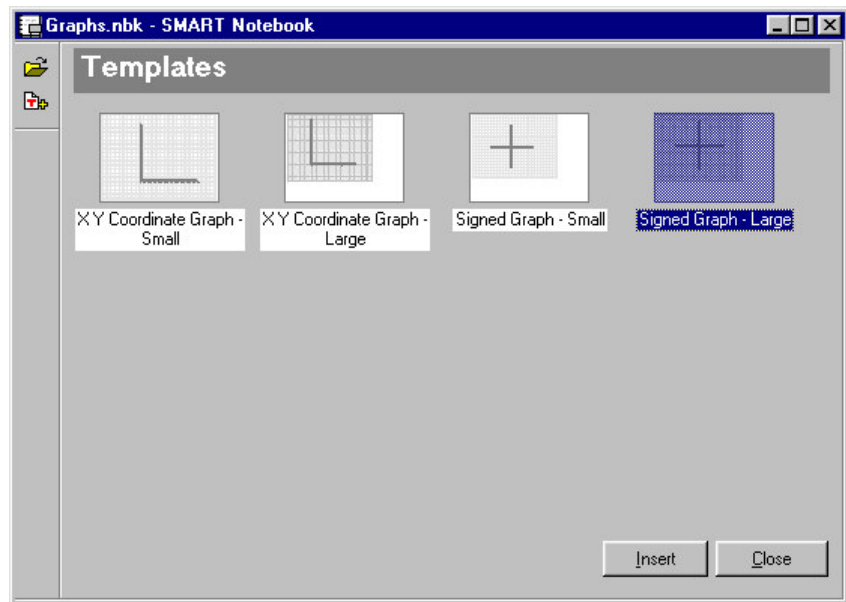 Graphs.nbk - SMART Notebook
Templates
X Y Coordinate Graph -
Small
X Y Coordinate Graph -
Large
Signed Graph - Small
Signed Graph - Large
Insert
Close